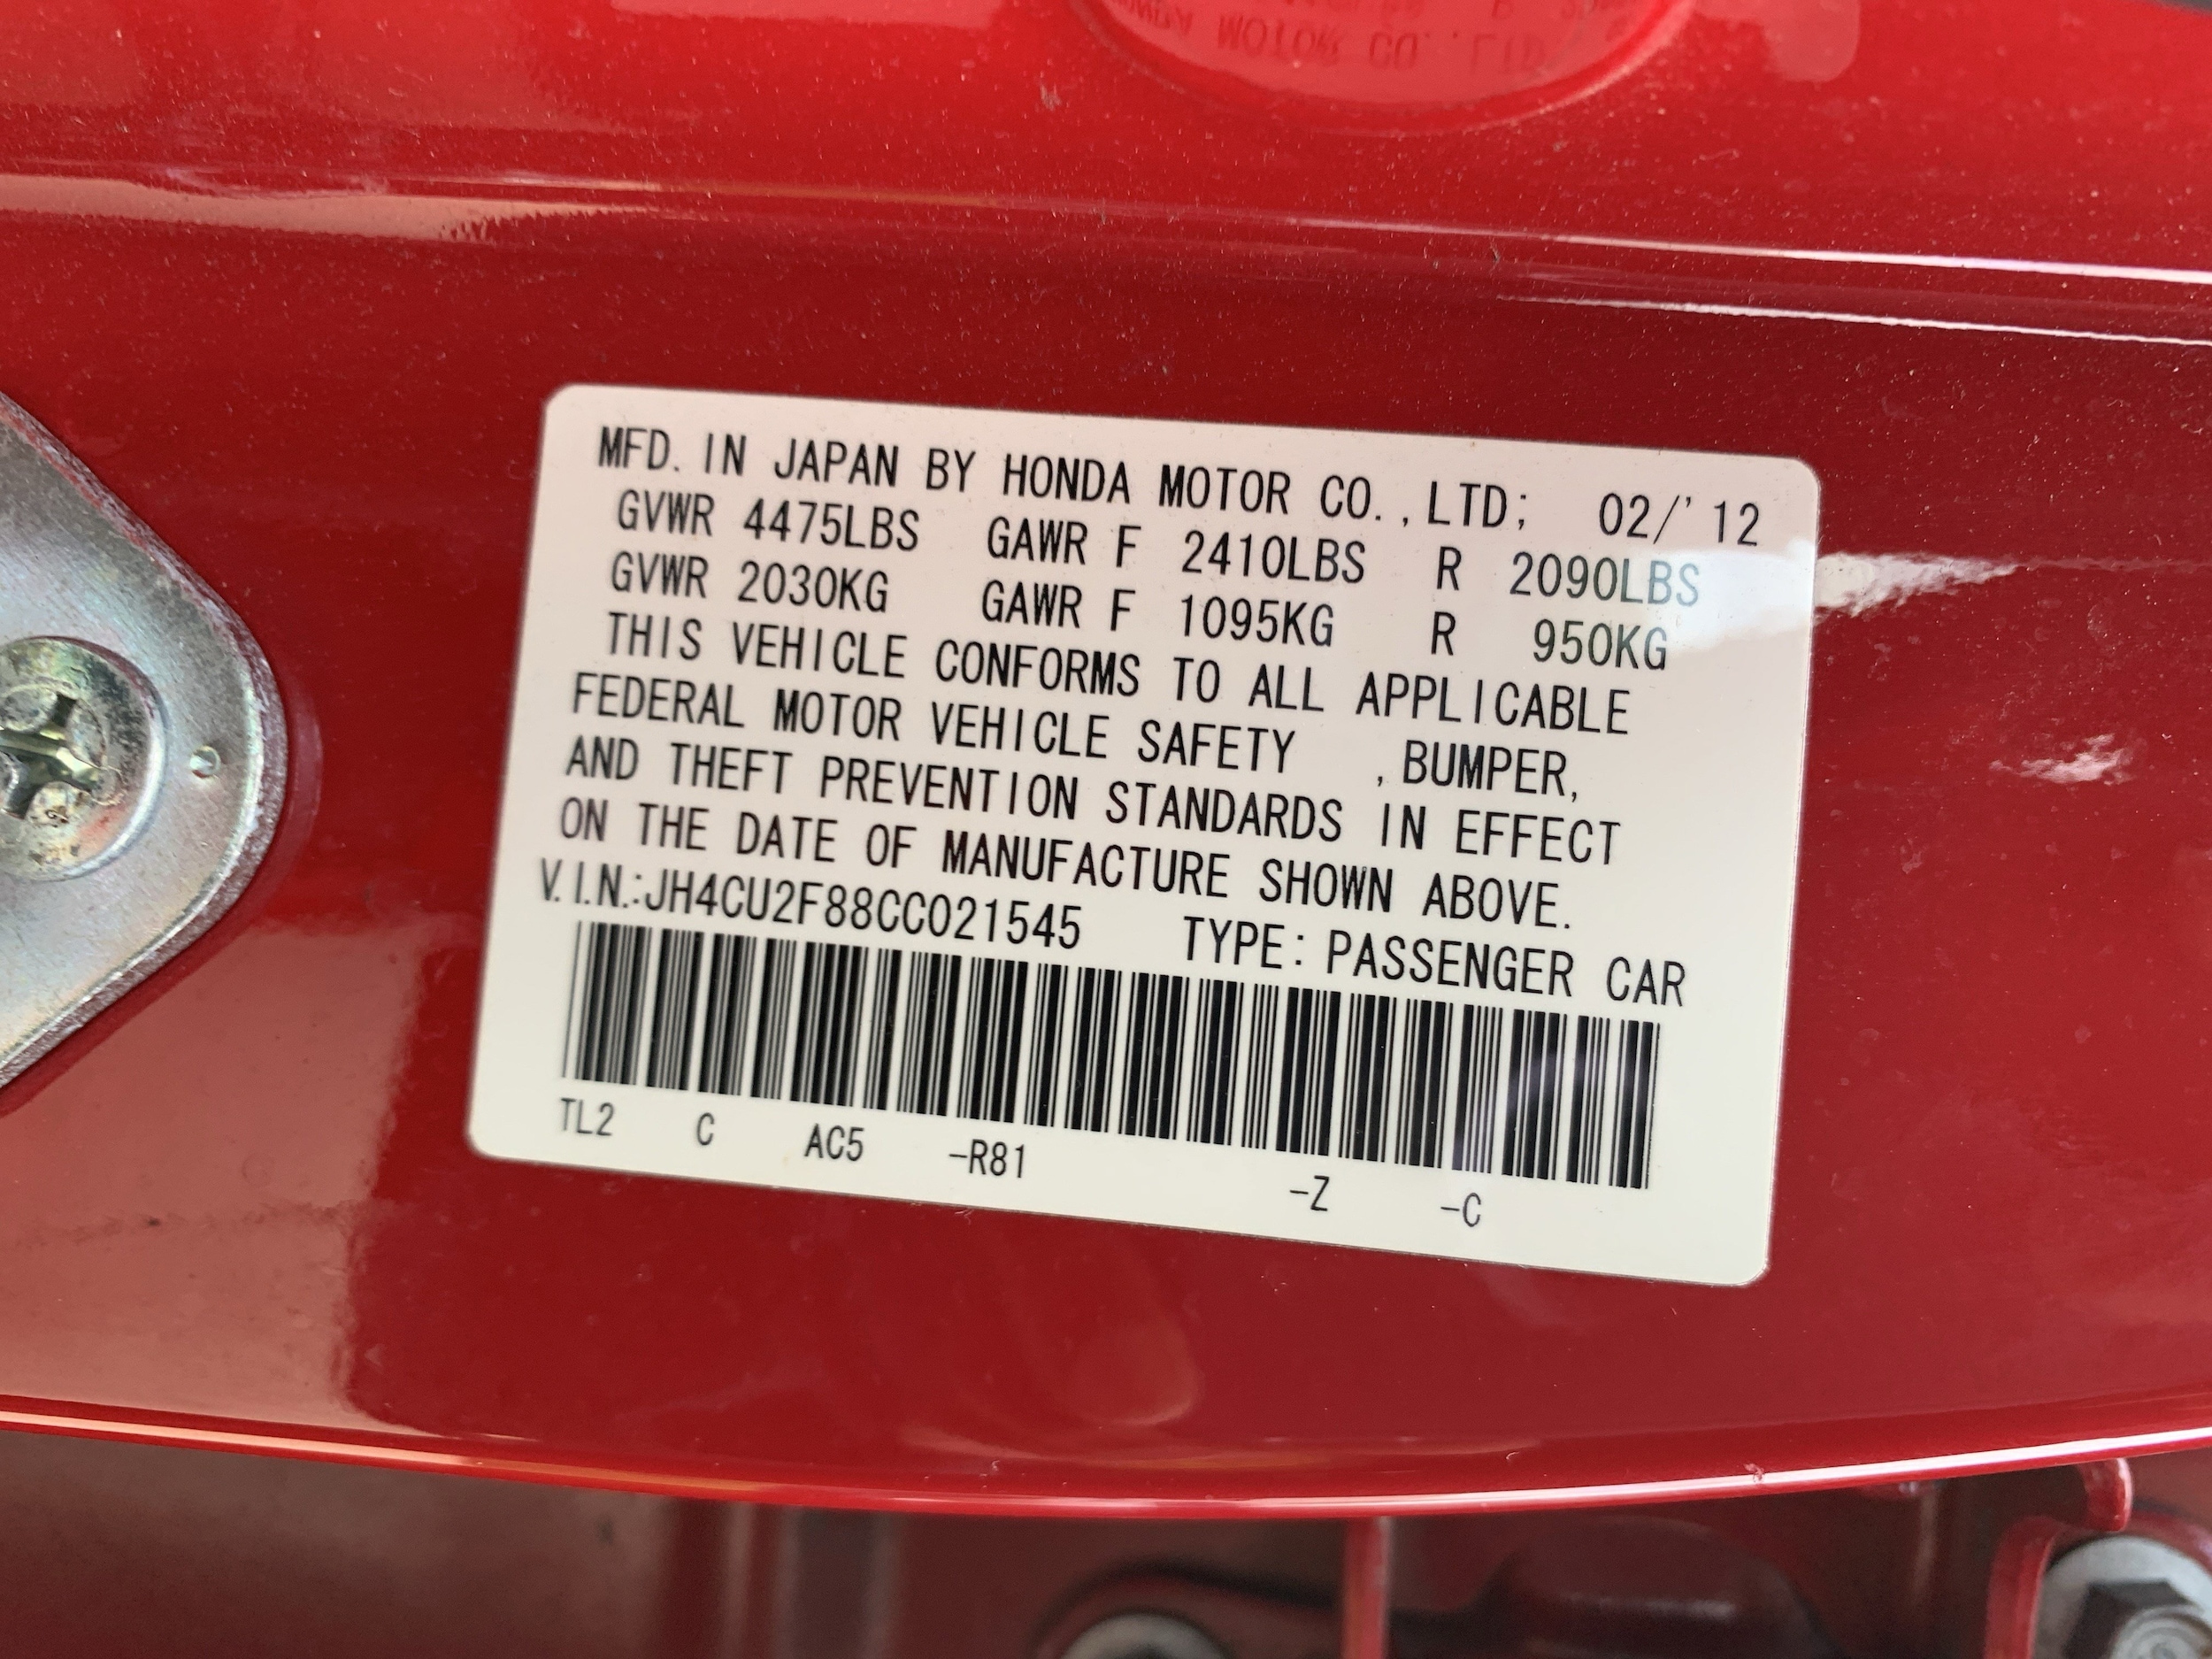 MFD. IN JAPAN BY HONDA MOTOR CO.,LTD; 02/'12
GVWR 4475LBS GAWR F 2410LBS R 2090LBS
GVWR 2030KG GAWR F 1095KG R 950KG
THIS VEHICLE CONFORMS TO ALL APPLICABLE
FEDERAL MOTOR VEHICLE SAFETY ,BUMPER,
AND THEFT PREVENTION STANDARDS IN EFFECT
ON THE DATE OF MANUFACTURE SHOWN ABOVE.
V.I.N.:JH4CU2F88CC021545 TYPE: PASSENGER CAR
TL2 C AC5 -R81 -Z -C